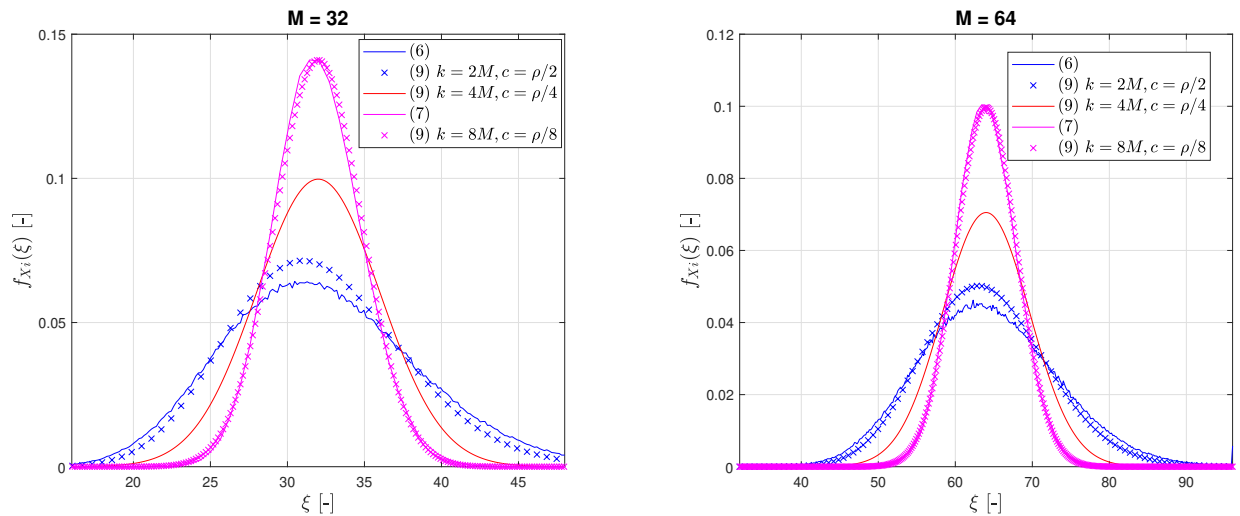 M = 32
0.15
0.1
0.05
0
f_{Xi}(ξ) [-]
20 25 30 35 40 45
ξ [-]
(6)
(9) k = 2M, c = ρ/2
(9) k = 4M, c = ρ/4
(7)
(9) k = 8M, c = ρ/8
M = 64
0.12
0.1
0.08
0.06
0.04
0.02
0
f_{Xi}(ξ) [-]
40 50 60 70 80 90
ξ [-]
(6)
(9) k = 2M, c = ρ/2
(9) k = 4M, c = ρ/4
(7)
(9) k = 8M, c = ρ/8